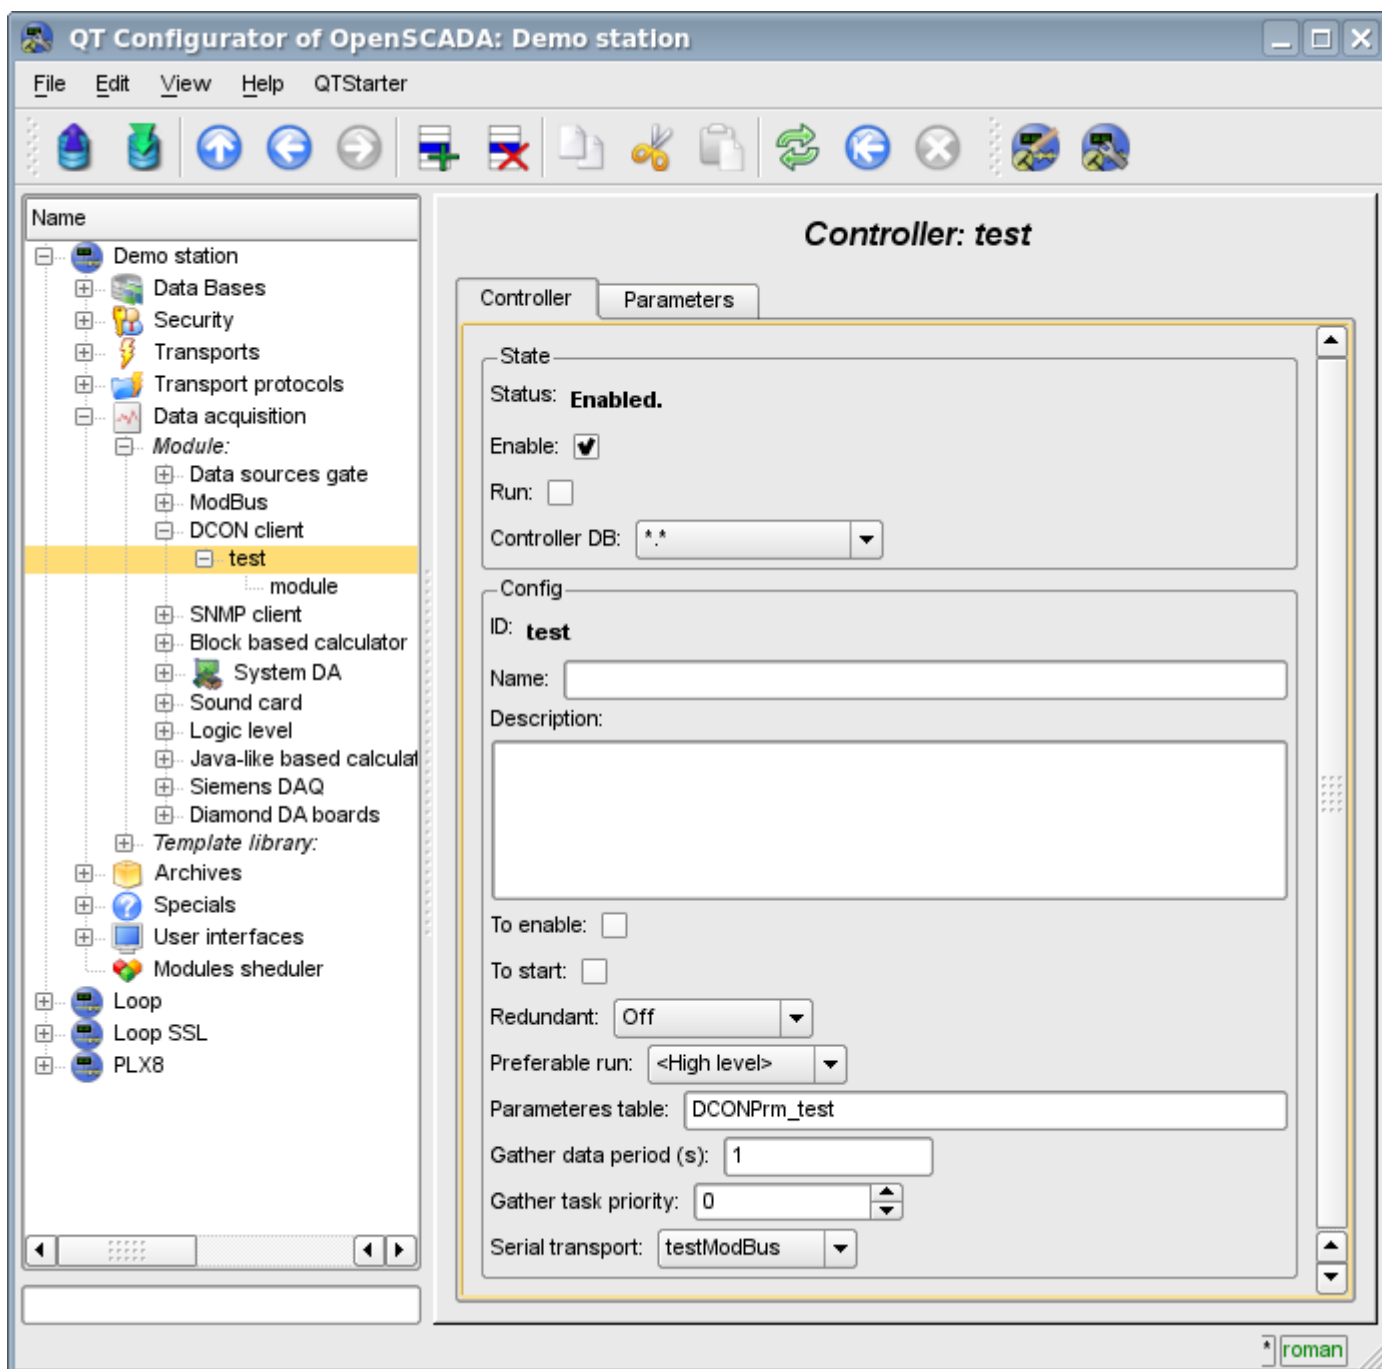 QT Configurator of OpenSCADA: Demo station
File Edit View Help QTStarter
Name
Demo station
Data Bases
Security
Transports
Transport protocols
Data acquisition
Module:
Data sources gate
ModBus
DCON client
test
module
SNMP client
Block based calculator
System DA
Sound card
Logic level
Java-like based calculat
Siemens DAQ
Diamond DA boards
Template library:
Archives
Specials
User interfaces
Modules sheduler
Loop
Loop SSL
PLX8
Controller: test
Controller Parameters
State
Status: Enabled.
Enable:
Run:
Controller DB: *.*
Config
ID: test
Name:
Description:
To enable:
To start:
Redundant: Off
Preferable run: <High level>
Parameteres table: DCONPrm_test
Gather data period (s): 1
Gather task priority: 0
Serial transport: testModBus
* roman